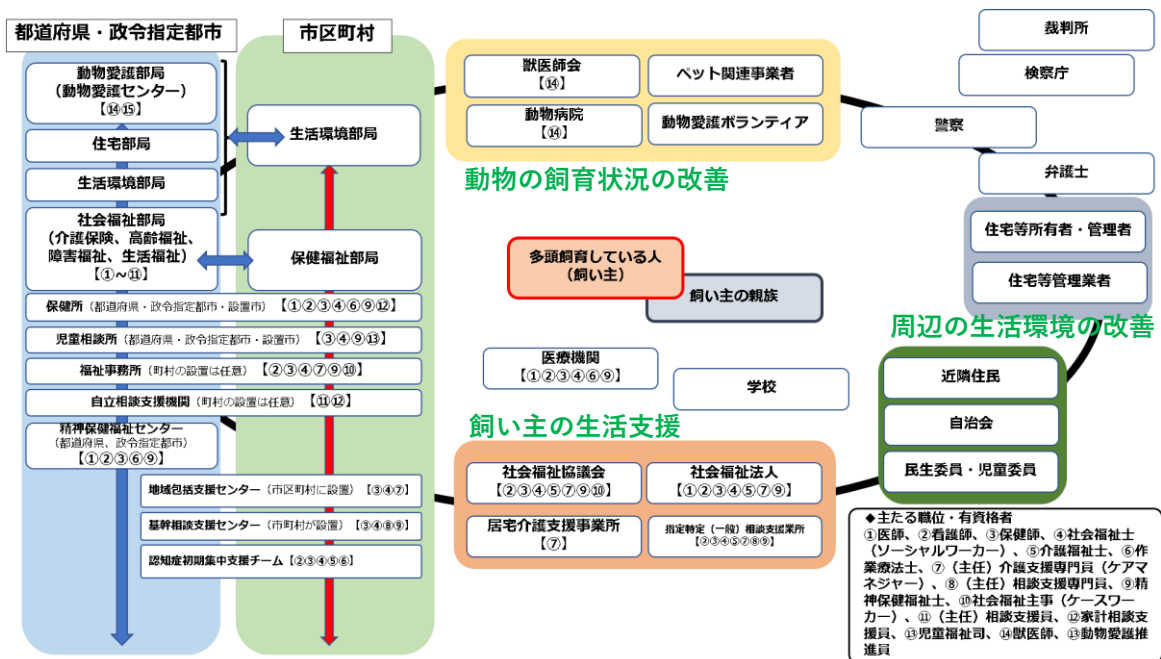 都道府県・政令指定都市
市区町村
動物愛護部局
(動物愛護センター)
【⑭⑮】
住宅部局
生活環境部局
社会福祉部局
(介護保険、高齢福祉、
障害福祉、生活福祉)
【①~⑪】
生活環境部局
保健福祉部局
保健所(都道府県・政令指定都市・設置市)【①②③④⑥⑨⑫】
児童相談所(都道府県・政令指定都市・設置市)【③④⑨⑬】
福祉事務所(町村の設置は任意)【②③④⑦⑨⑩】
自立相談支援機関(町村の設置は任意)【⑪⑫】
精神保健福祉センター
(都道府県、政令指定都市)
【①②③⑥⑨】
地域包括支援センター(市区町村に設置)【③④⑦】
基幹相談支援センター(市町村が設置)【③④⑧⑨】
認知症初期集中支援チーム【②③④⑤⑥】
獣医師会
【⑭】
ペット関連事業者
動物病院
【⑭】
動物愛護ボランティア
動物の飼育状況の改善
多頭飼育している人
(飼い主)
飼い主の親族
医療機関
【①②③④⑥⑨】
学校
飼い主の生活支援
社会福祉協議会
【②③④⑤⑦⑨⑩】
社会福祉法人
【①②③④⑤⑦⑨】
居宅介護支援事業所
【⑦】
指定特定(一般)相談支援業所
【②③④⑤⑦⑧⑨】
裁判所
検察庁
警察
弁護士
住宅等所有者・管理者
住宅等管理業者
周辺の生活環境の改善
近隣住民
自治会
民生委員・児童委員
◆主たる職位・有資格者
①医師、②看護師、③保健師、④社会福祉士
(ソーシャルワーカー)、⑤介護福祉士、⑥作
業療法士、⑦(主任)介護支援専門員(ケアマ
ネジャー)、⑧(主任)相談支援専門員、⑨精
神保健福祉士、⑩社会福祉主事(ケースワー
カー)、⑪(主任)相談支援員、⑫家計相談支
援員、⑬児童福祉司、⑭獣医師、⑬動物愛護推
進員